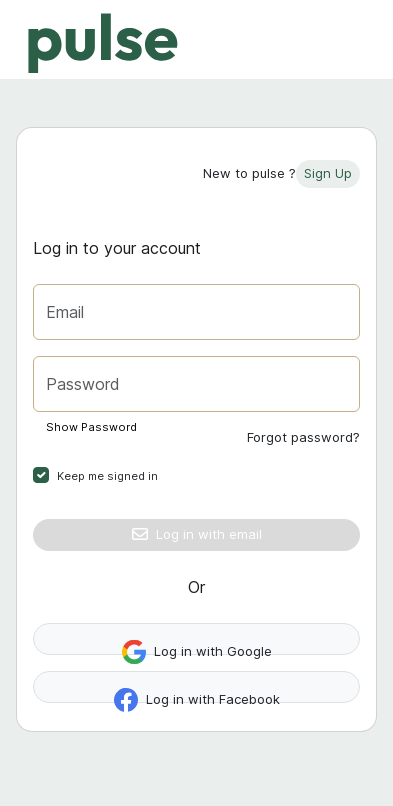 pulse
New to pulse ? Sign Up
Log in to your account
Email
Password
Show Password
Forgot password?
Keep me signed in
Log in with email
Or
Log in with Google
Log in with Facebook